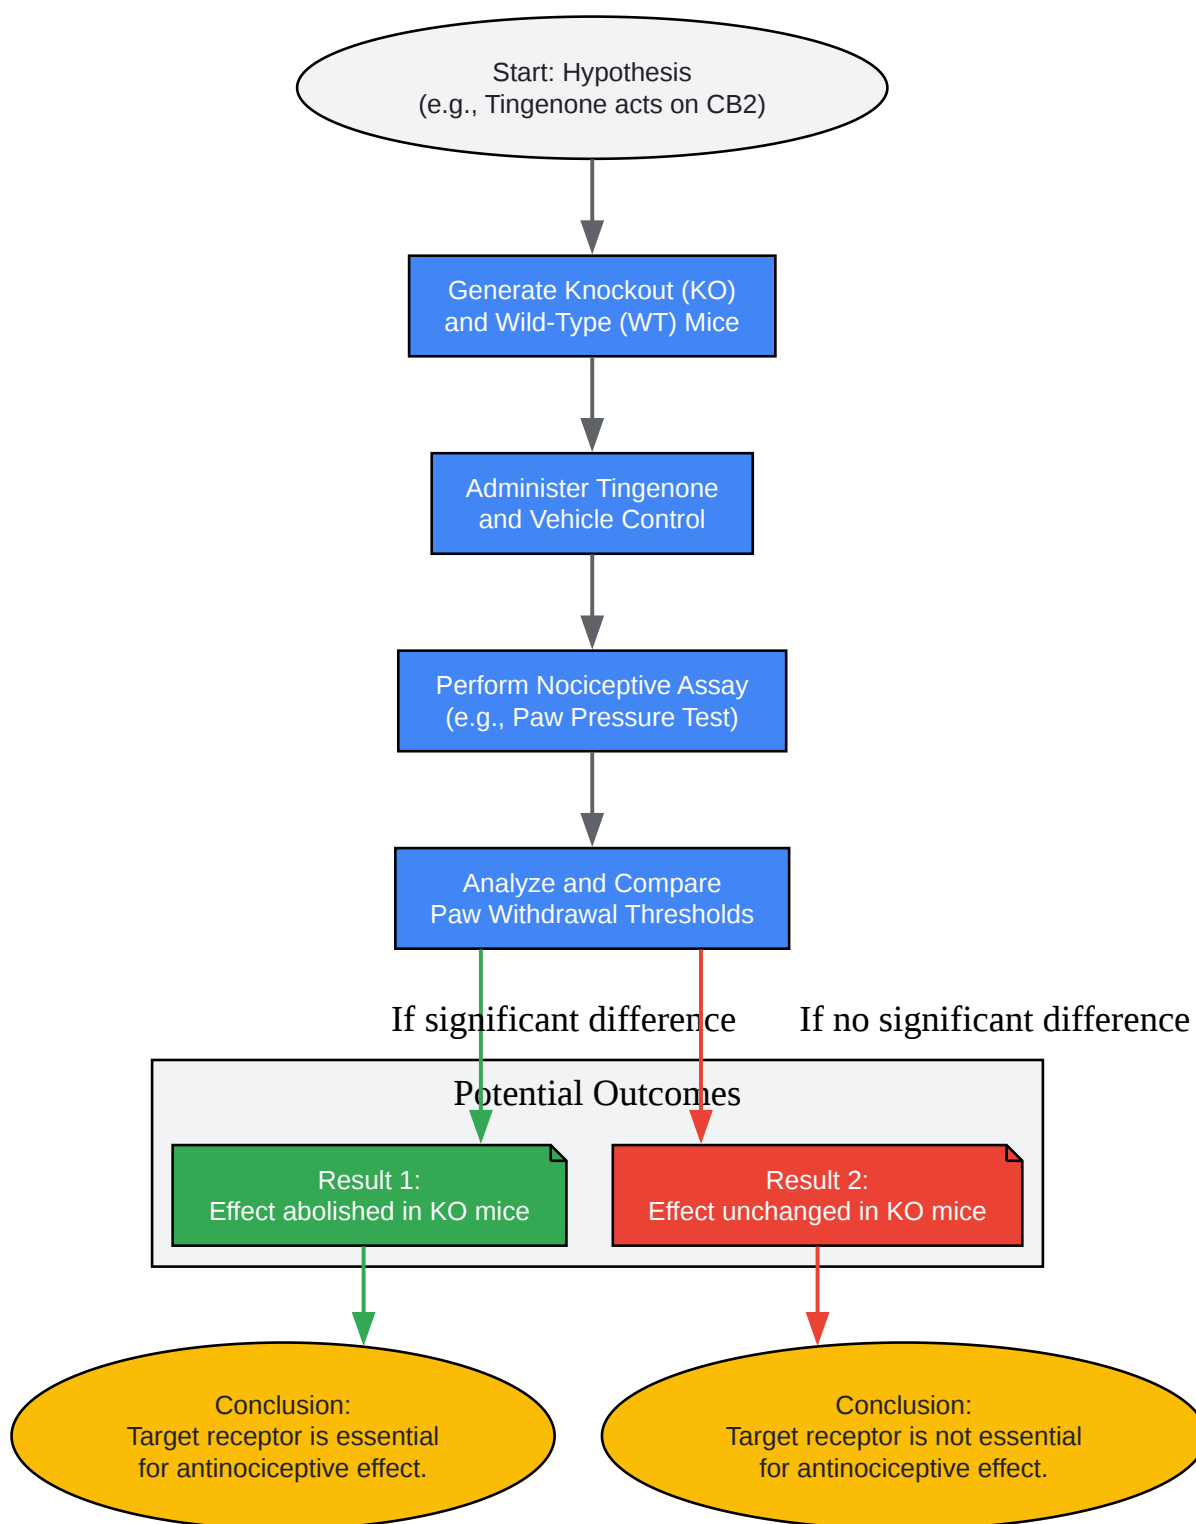 Start: Hypothesis
(e.g., Tingenone acts on CB2)
Generate Knockout (KO)
and Wild-Type (WT) Mice
Administer Tingenone
and Vehicle Control
Perform Nociceptive Assay
(e.g., Paw Pressure Test)
Analyze and Compare
Paw Withdrawal Thresholds
If significant difference
If no significant difference
Potential Outcomes
Result 1:
Effect abolished in KO mice
Result 2:
Effect unchanged in KO mice
Conclusion:
Target receptor is essential
for antinociceptive effect.
Conclusion:
Target receptor is not essential
for antinociceptive effect.